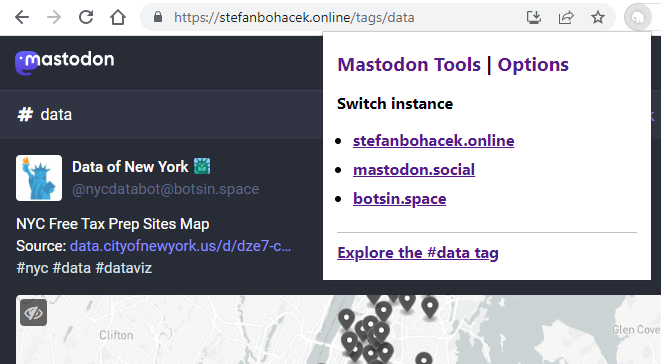 https://stefanbohacek.online/tags/data
mastodon
Mastodon Tools | Options
Switch instance
stefanbohacek.online
mastodon.social
botsin.space
Explore the #data tag
# data
Data of New York
@nycdatabot@botsin.space
NYC Free Tax Prep Sites Map
Source: data.cityofnewyork.us/d/dze7-c…
#nyc #data #dataviz
Clifton
Glen Cove